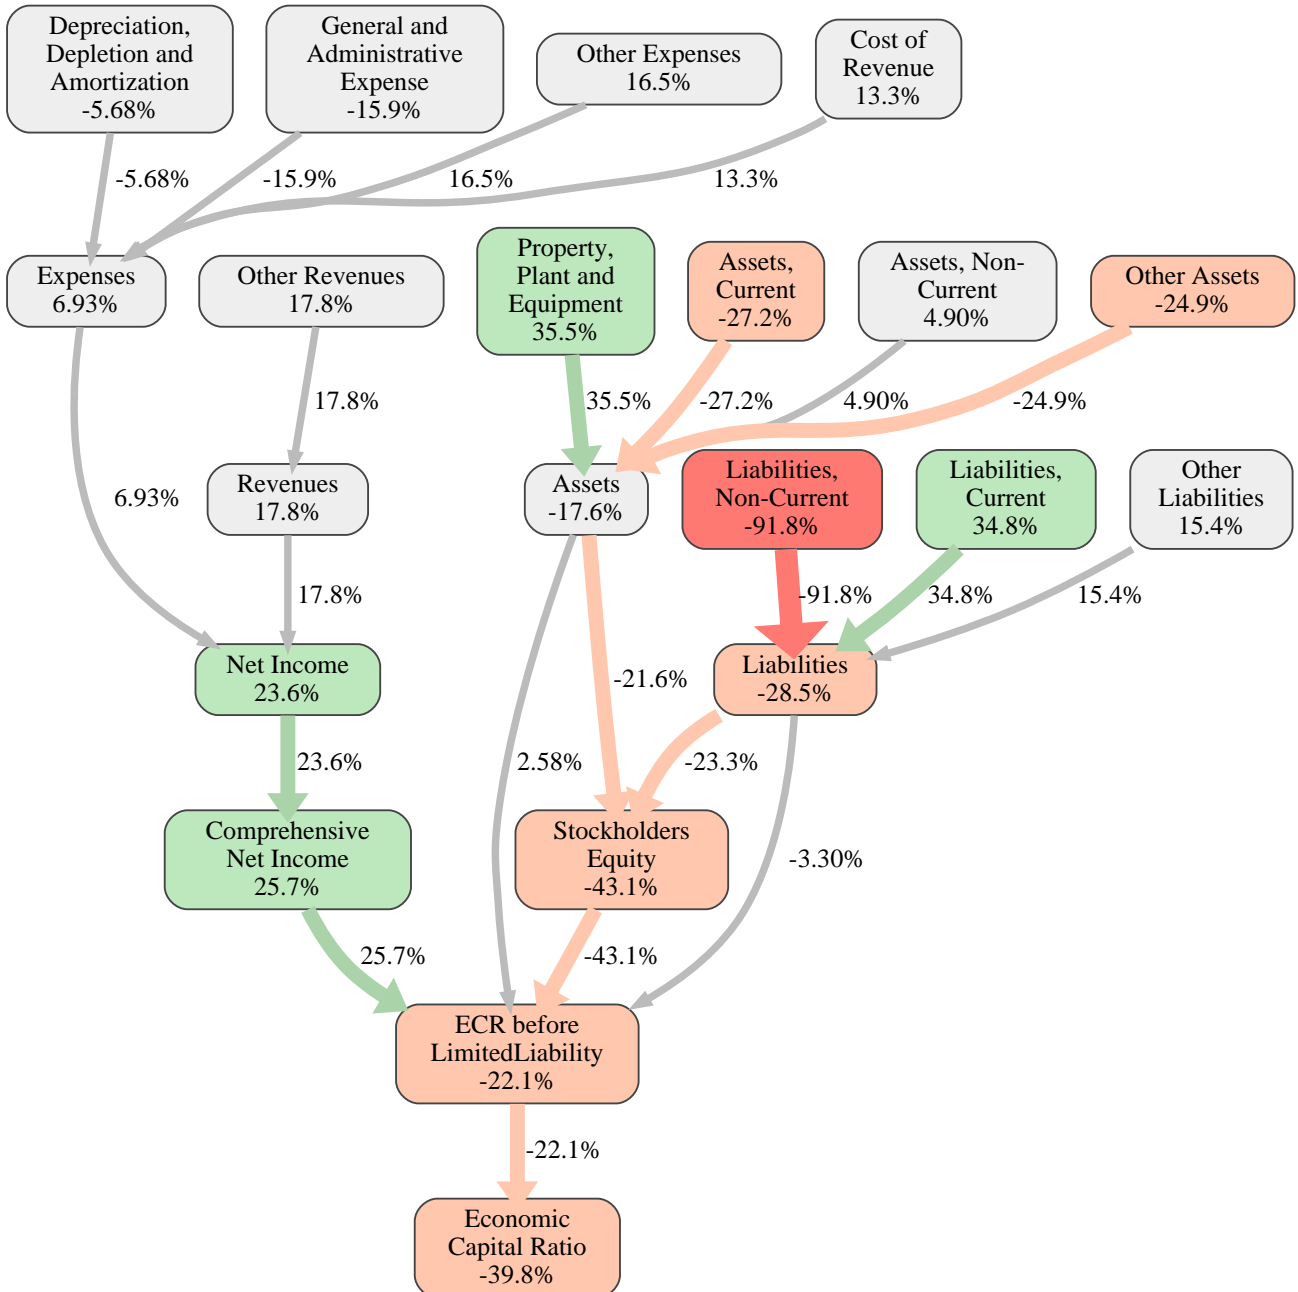 Depreciation,
Depletion and
Amortization
-5.68%
General and
Administrative
Expense
-15.9%
Other Expenses
16.5%
Cost of
Revenue
13.3%
-5.68%
-15.9%
16.5%
13.3%
Expenses
6.93%
Other Revenues
17.8%
Property,
Plant and
Equipment
35.5%
Assets,
Current
-27.2%
Assets, Non-
Current
4.90%
Other Assets
-24.9%
17.8%
35.5%
-27.2%
4.90%
-24.9%
6.93%
Revenues
17.8%
Assets
-17.6%
Liabilities,
Non-Current
-91.8%
Liabilities,
Current
34.8%
Other
Liabilities
15.4%
17.8%
-91.8%
34.8%
15.4%
Net Income
23.6%
-21.6%
Liabilities
-28.5%
23.6%
2.58%
-23.3%
Comprehensive
Net Income
25.7%
Stockholders
Equity
-43.1%
-3.30%
25.7%
-43.1%
ECR before
LimitedLiability
-22.1%
-22.1%
Economic
Capital Ratio
-39.8%